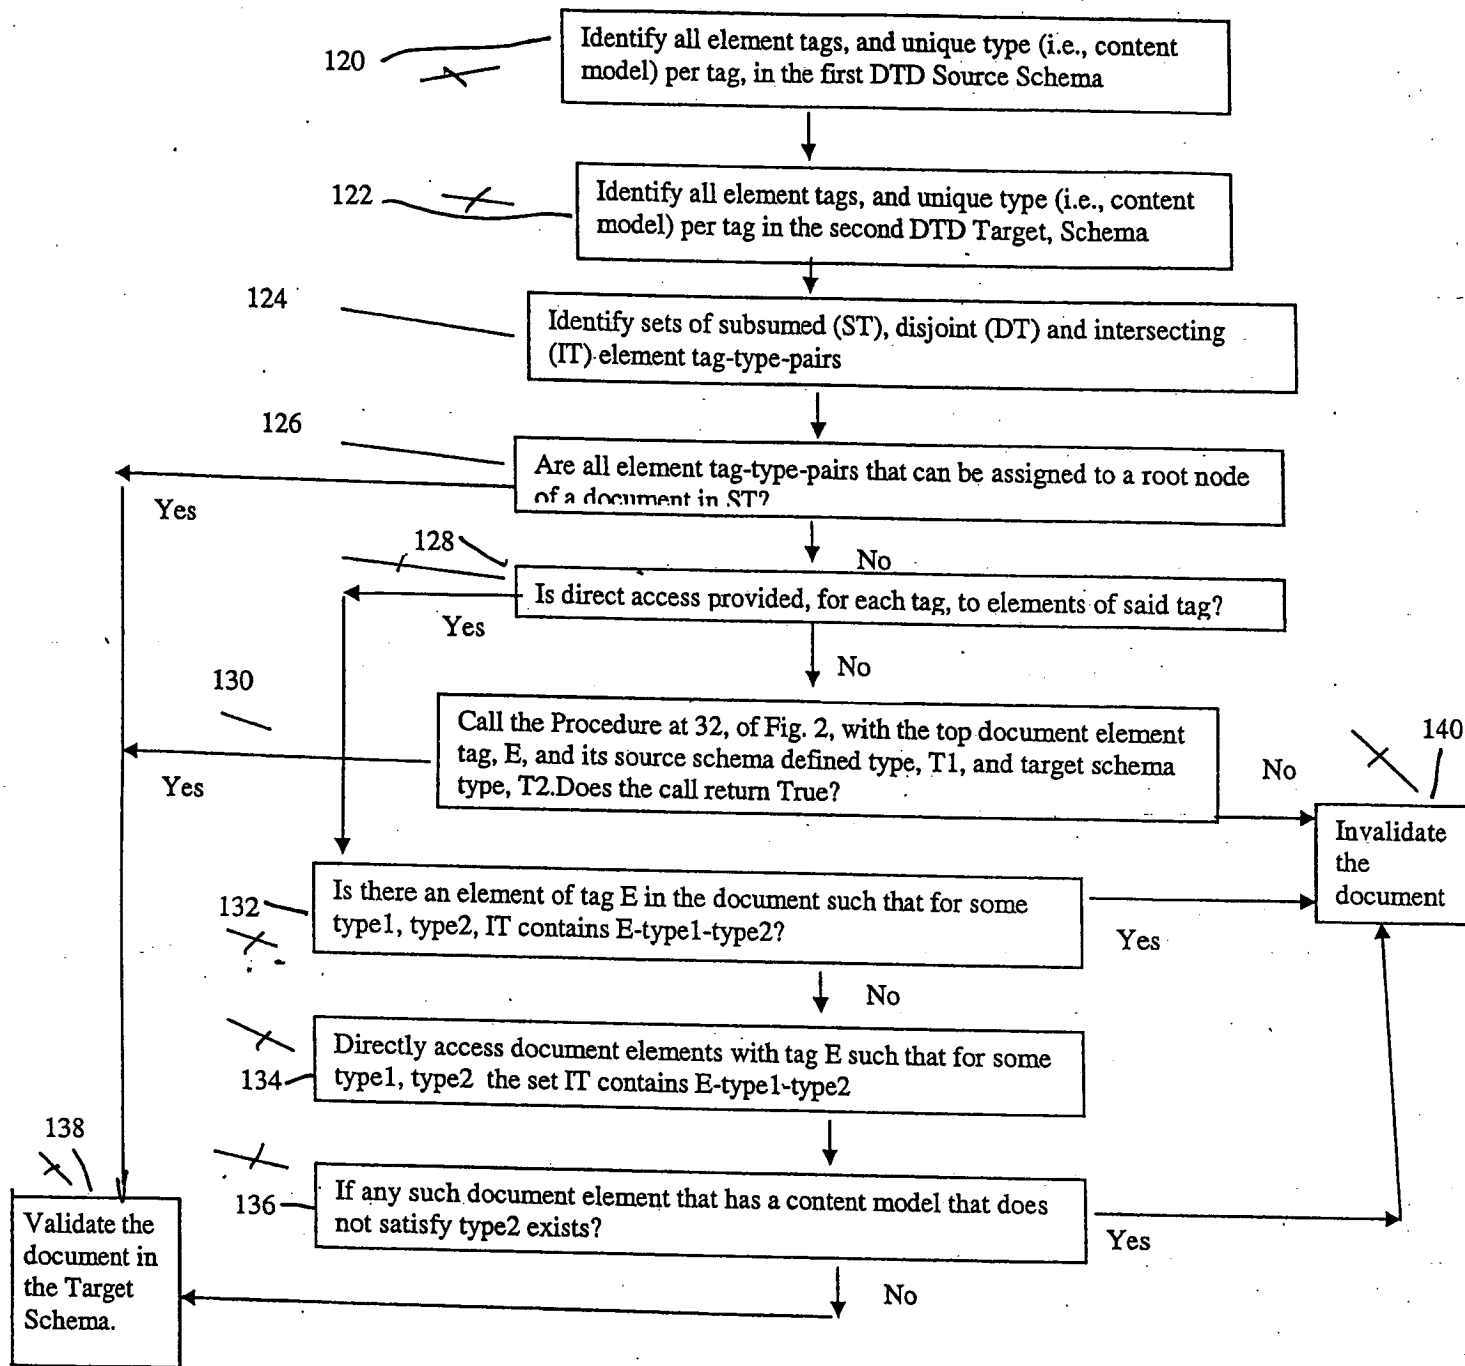 120
Identify all element tags, and unique type (i.e., content
model) per tag, in the first DTD Source Schema
122
Identify all element tags, and unique type (i.e., content
model) per tag in the second DTD Target, Schema
124
Identify sets of subsumed (ST), disjoint (DT) and intersecting
(IT) element tag-type-pairs
126
Are all element tag-type-pairs that can be assigned to a root node
of a document in ST?
Yes
No
128
Is direct access provided, for each tag, to elements of said tag?
Yes
No
130
Call the Procedure at 32, of Fig. 2, with the top document element
tag, E, and its source schema defined type, T1, and target schema
type, T2.Does the call return True?
Yes
No
140
Invalidate
the
document
132
Is there an element of tag E in the document such that for some
type1, type2, IT contains E-type1-type2?
Yes
No
134
Directly access document elements with tag E such that for some
type1, type2 the set IT contains E-type1-type2
136
If any such document element that has a content model that does
not satisfy type2 exists?
Yes
No
138
Validate the
document in
the Target
Schema.